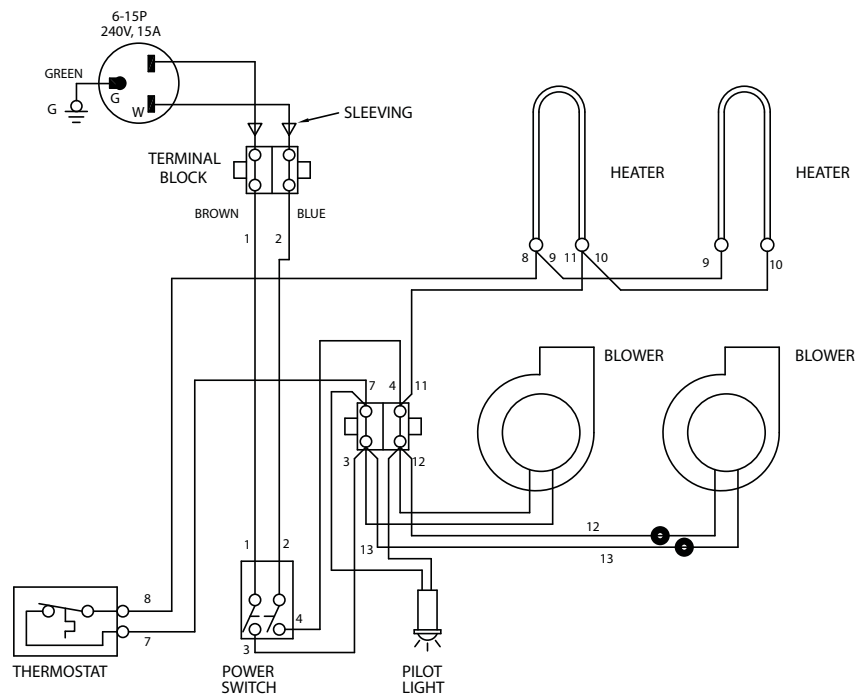 6-15P
240V, 15A
GREEN
G
G
W
SLEEVING
TERMINAL
BLOCK
BROWN
BLUE
1
2
HEATER
HEATER
8
9
11
10
9
10
BLOWER
BLOWER
7
4
11
3
12
12
13
13
1
2
4
3
8
7
THERMOSTAT
POWER
SWITCH
PILOT
LIGHT